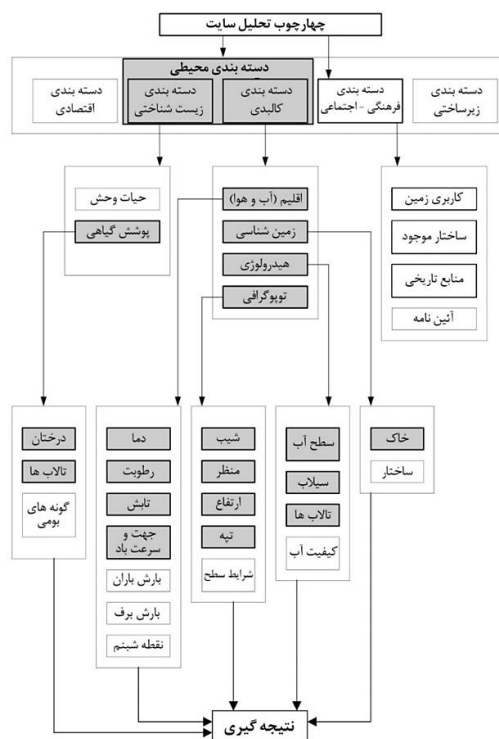 چهارچوب تحلیل سایت
دسته بندی محیطی
دسته بندی
زیرساختی
دسته بندی
فرهنگی - اجتماعی
دسته بندی
کالبدی
دسته بندی
زیست شناختی
دسته بندی
اقتصادی
کاربری زمین
ساختار موجود
منابع تاریخی
آئین نامه
اقلیم (آب و هوا)
زمین شناسی
هیدرولوژی
توپوگرافی
حیات وحش
پوشش گیاهی
خاک
ساختار
سطح آب
سیلاب
تالاب ها
کیفیت آب
شیب
منظر
ارتفاع
تپه
شرایط سطح
دما
رطوبت
تابش
جهت و
سرعت باد
بارش باران
بارش برف
نقطه شبنم
درختان
تالاب ها
گونه های
بومی
نتیجه گیری